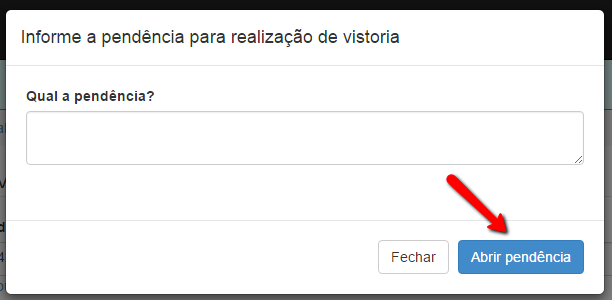 Informe a pendência para realização de vistoria
Qual a pendência?
Fechar
Abrir pendência